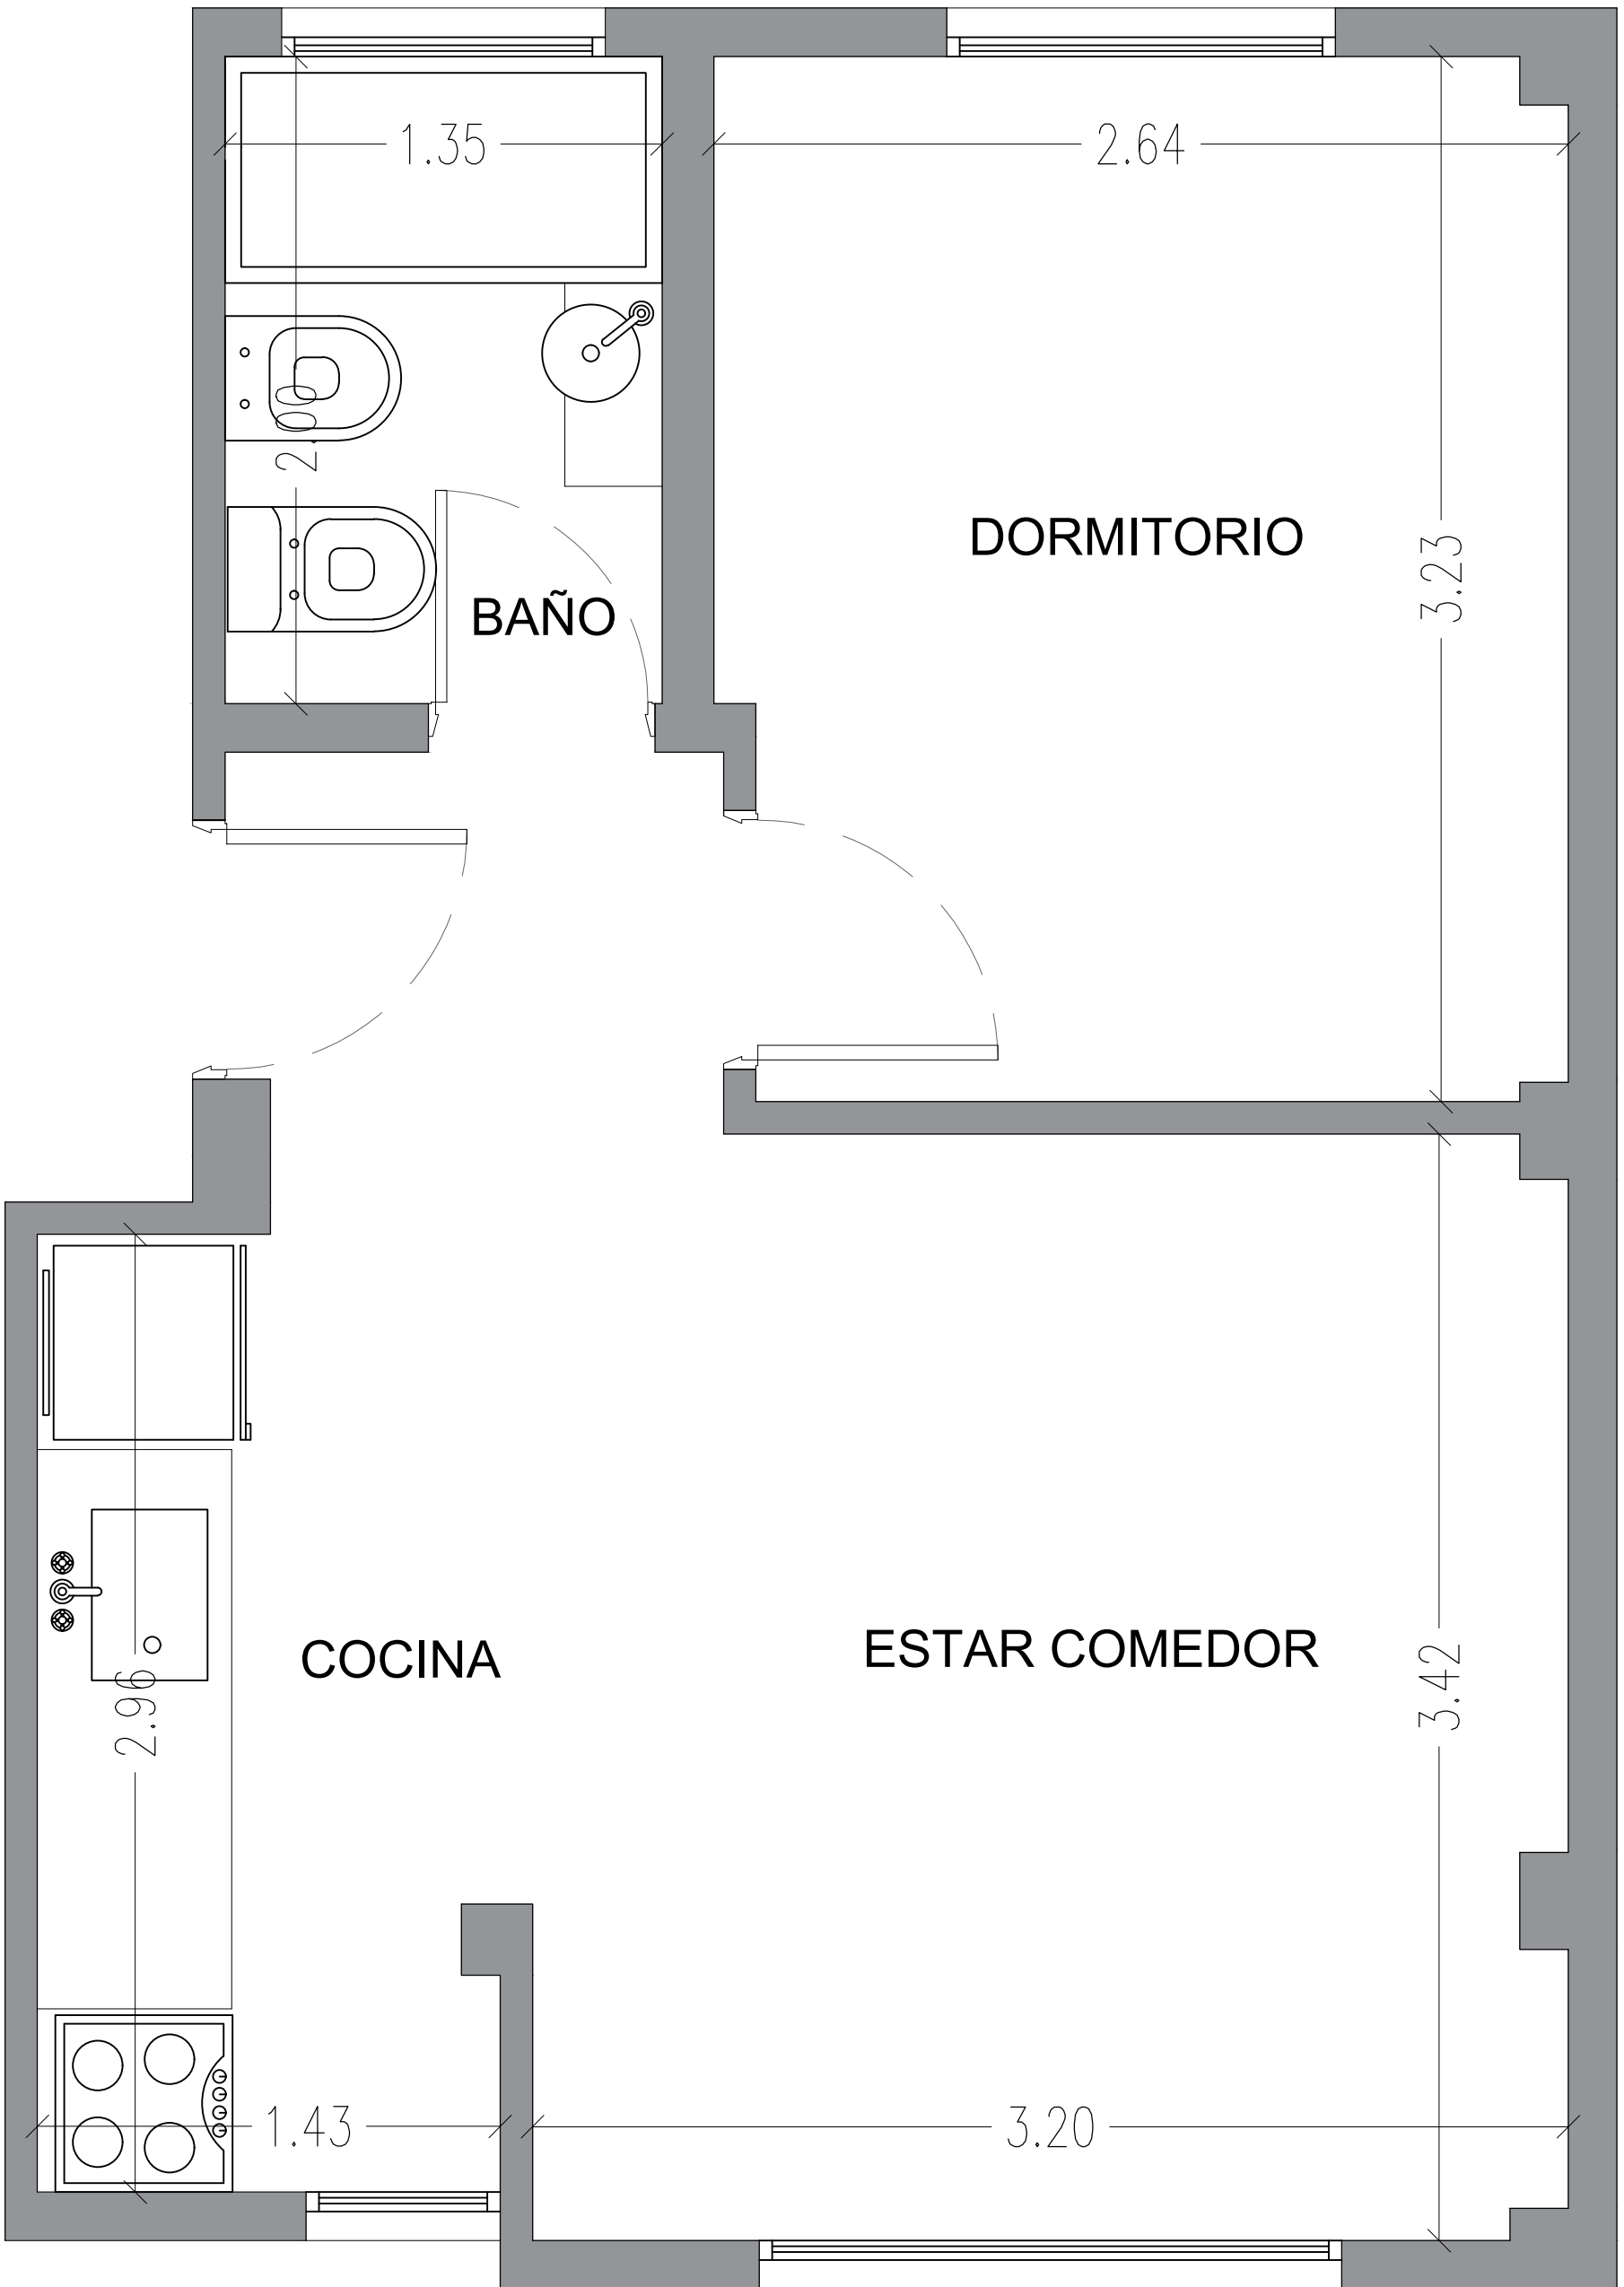 1.35
2.64
2.00
DORMITORIO
3.23
BAÑO
COCINA
ESTAR COMEDOR
2.96
3.42
1.43
3.20